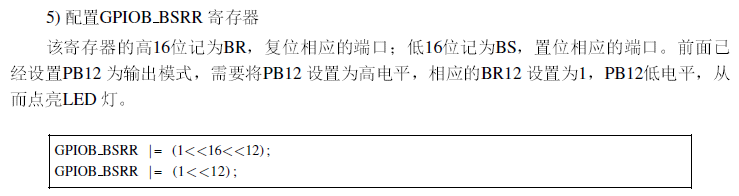 5) 配置GPIOB_BSRR 寄存器
该寄存器的高16位记为BR，复位相应的端口；低16位记为BS，置位相应的端口。前面已
经设置PB12 为输出模式，需要将PB12 设置为高电平，相应的BR12 设置为1，PB12低电平，从
而点亮LED 灯。
GPIOB_BSRR |= (1<<16<<12);
GPIOB_BSRR |= (1<<12);